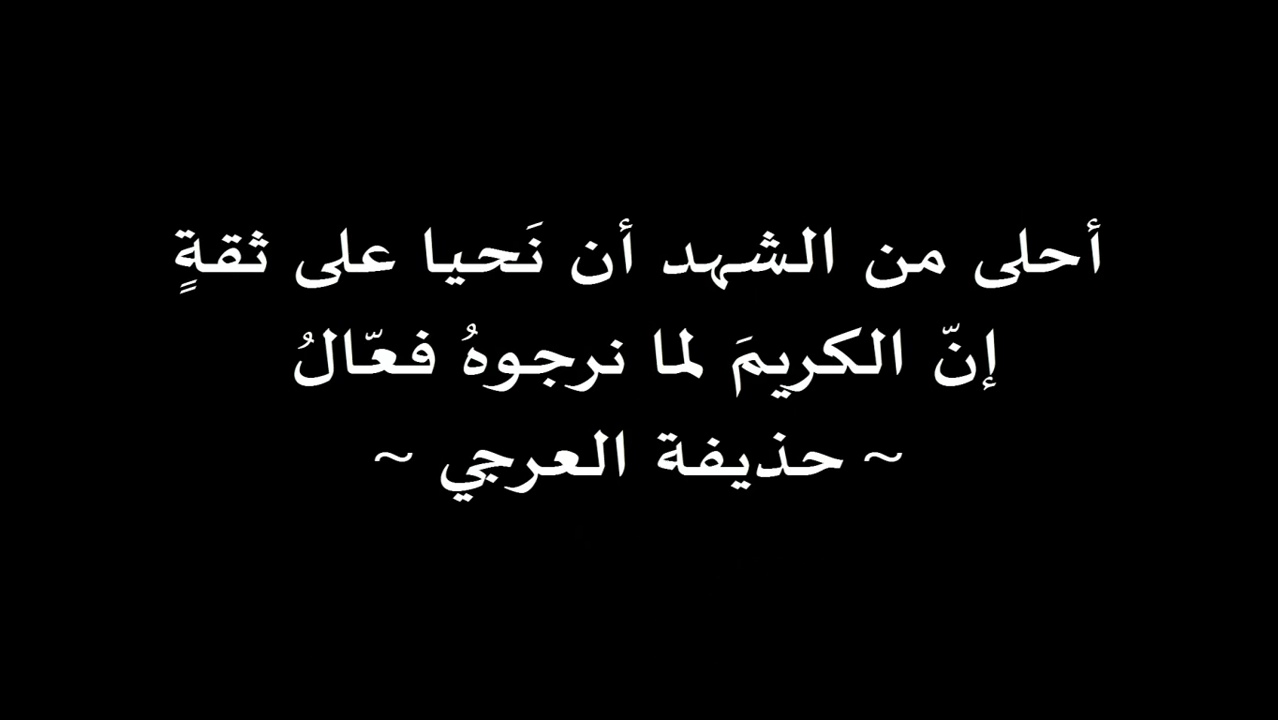 أحلى من الشهد أن نَحيا على ثقةٍ
إنّ الكريمَ لما نرجوهُ فعّالُ
~ حذيفة العرجي ~